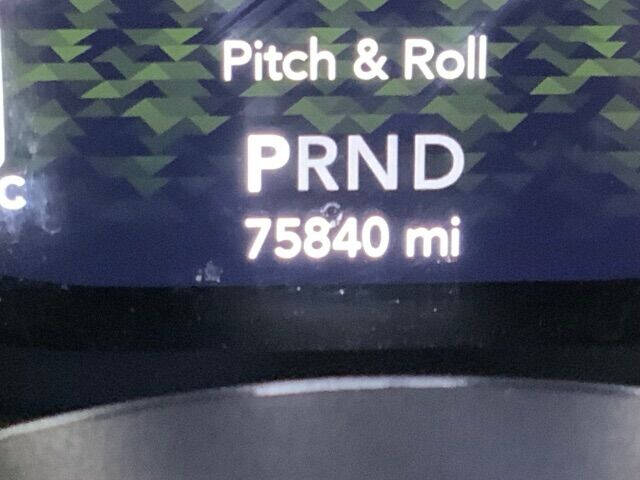 Pitch & Roll
PRND
75840 mi
C